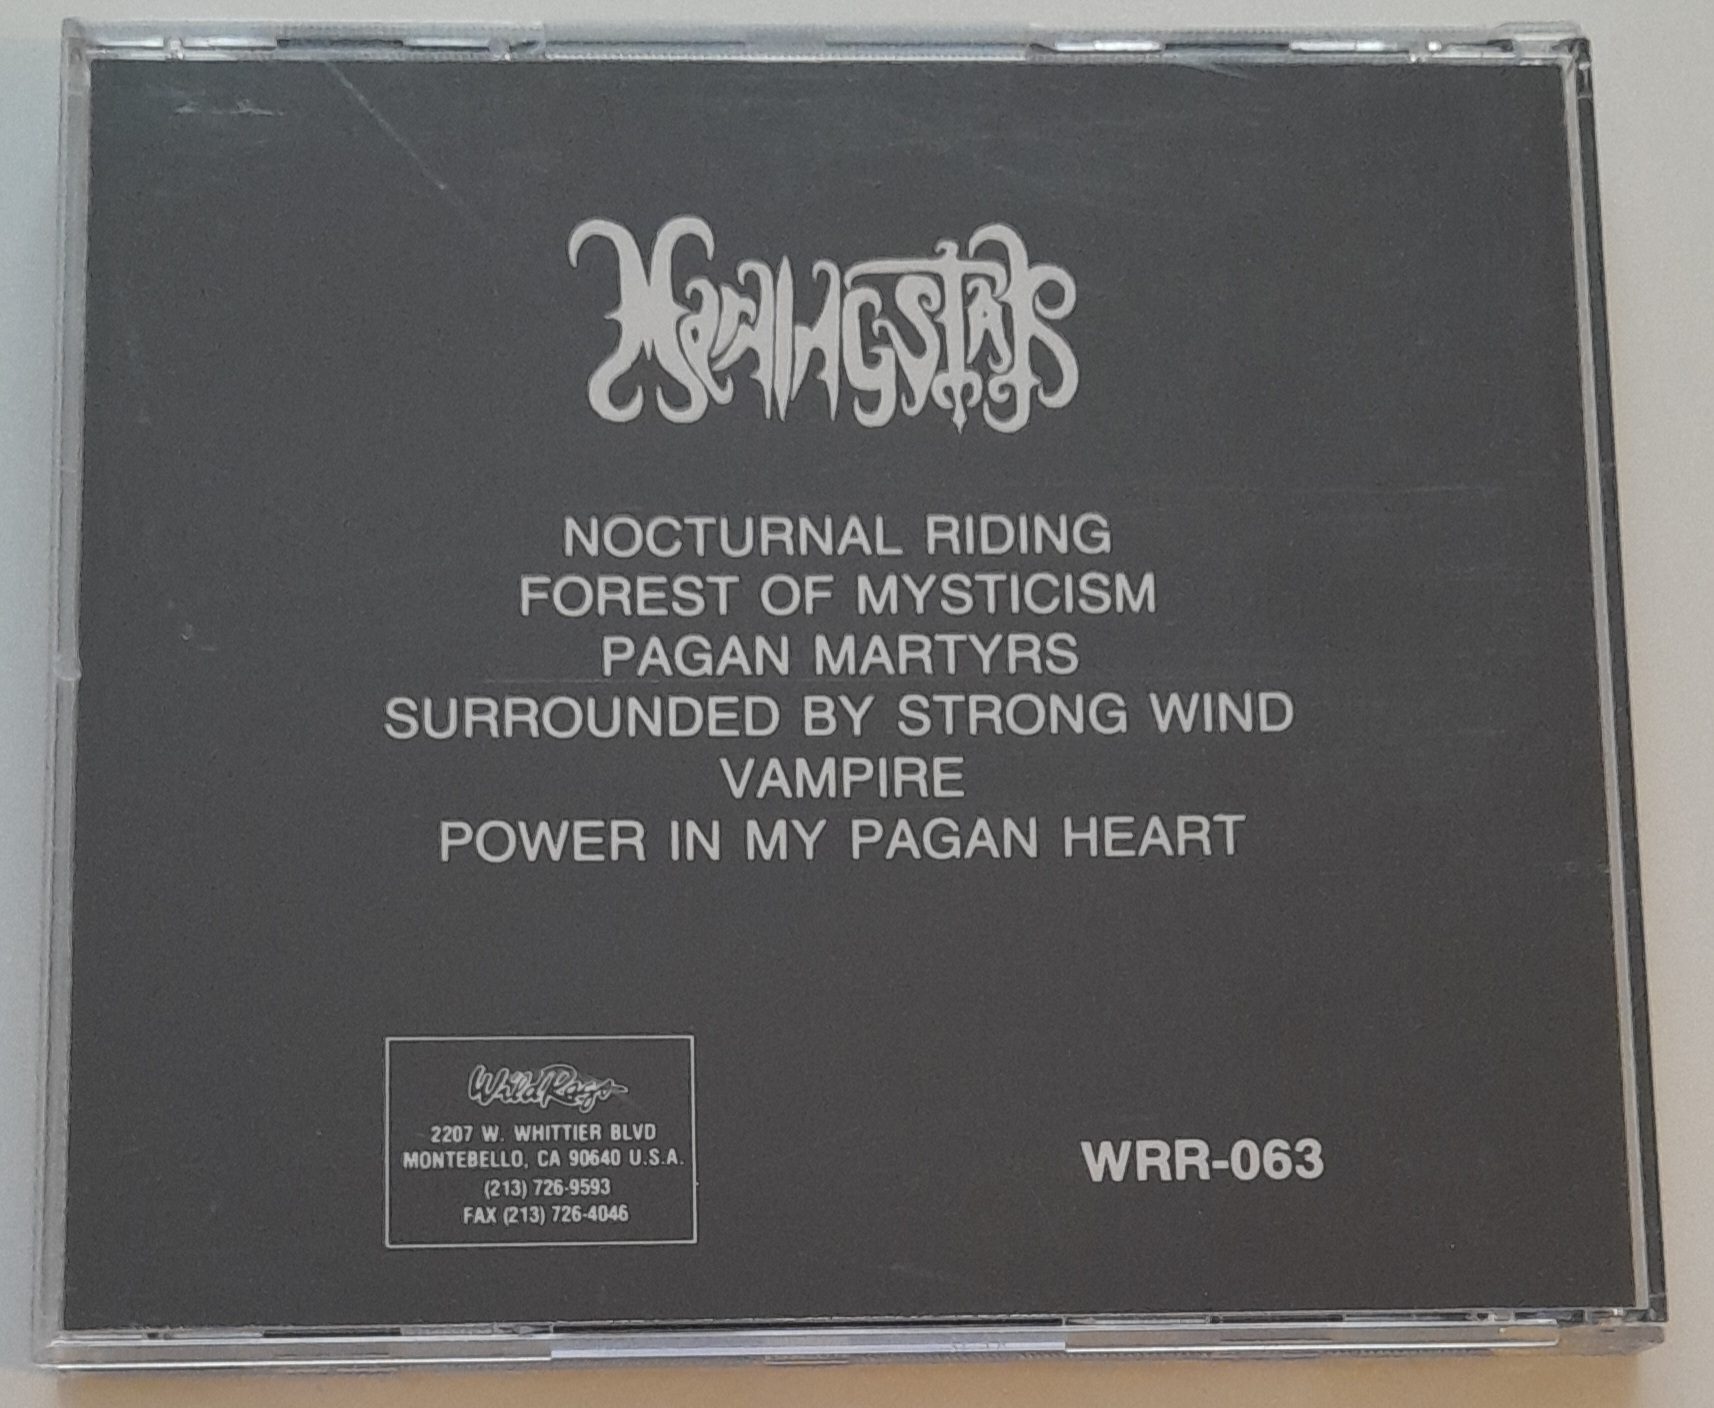 MORNINGSTAR
NOCTURNAL RIDING
FOREST OF MYSTICISM
PAGAN MARTYRS
SURROUNDED BY STRONG WIND
VAMPIRE
POWER IN MY PAGAN HEART
Wild Rags
2207 W. WHITTIER BLVD
MONTEBELLO, CA 90640 U.S.A.
(213) 726-9593
FAX (213) 726-4046
WRR-063